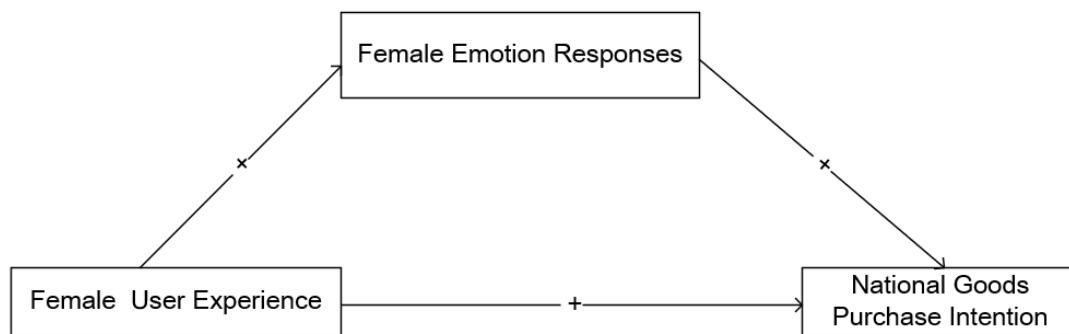 Female Emotion Responses
+
+
Female  User Experience
+
National Goods
Purchase Intention